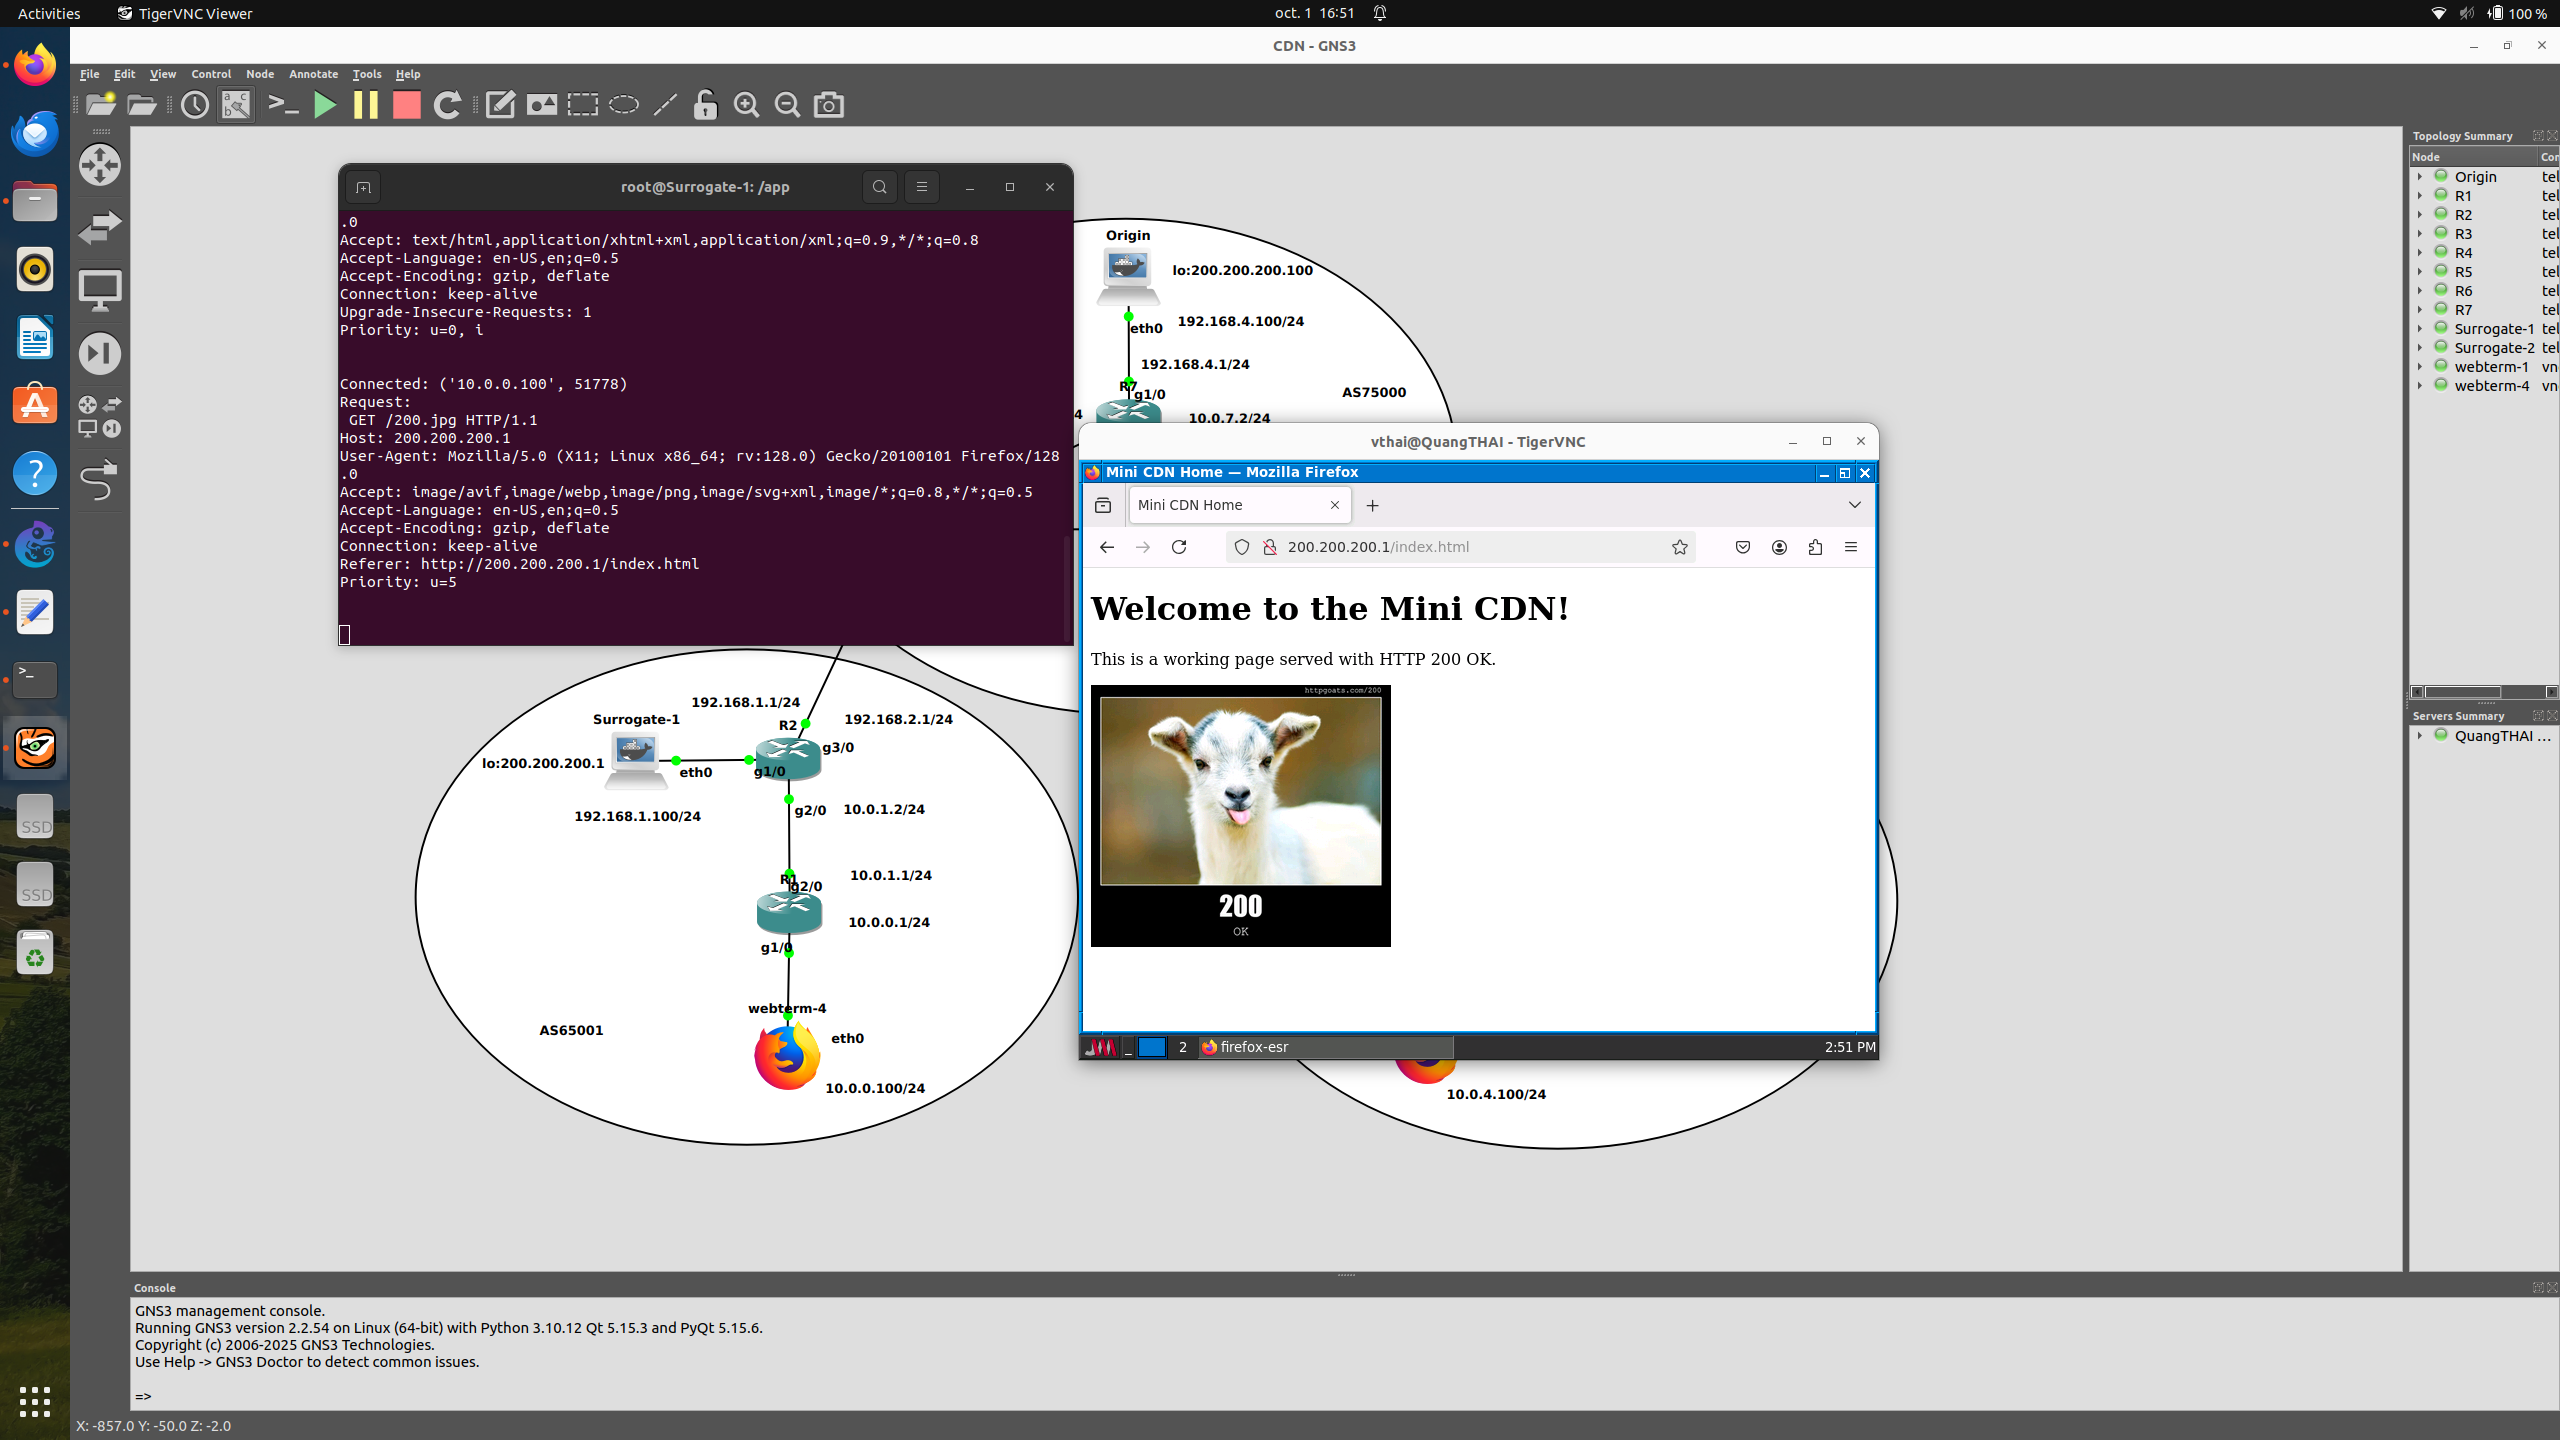 Activities
TigerVNC Viewer
oct. 1 16:51
100 %
CDN - GNS3
File Edit View Control Node Annotate Tools Help
root@Surrogate-1: /app
.0
Accept: text/html,application/xhtml+xml,application/xml;q=0.9,*/*;q=0.8
Accept-Language: en-US,en;q=0.5
Accept-Encoding: gzip, deflate
Connection: keep-alive
Upgrade-Insecure-Requests: 1
Priority: u=0, i
Connected: ('10.0.0.100', 51778)
Request:
GET /200.jpg HTTP/1.1
Host: 200.200.200.1
User-Agent: Mozilla/5.0 (X11; Linux x86_64; rv:128.0) Gecko/20100101 Firefox/128
.0
Accept: image/avif,image/webp,image/png,image/svg+xml,image/*;q=0.8,*/*;q=0.5
Accept-Language: en-US,en;q=0.5
Accept-Encoding: gzip, deflate
Connection: keep-alive
Referer: http://200.200.200.1/index.html
Priority: u=5
Origin
lo:200.200.200.100
eth0
192.168.4.100/24
192.168.4.1/24
R7
g1/0
AS75000
4
10.0.7.2/24
vthai@QuangTHAI - TigerVNC
Mini CDN Home — Mozilla Firefox
Mini CDN Home
200.200.200.1/index.html
Welcome to the Mini CDN!
This is a working page served with HTTP 200 OK.
httpgoats.com/200
200
OK
2
firefox-esr
2:51 PM
192.168.1.1/24
Surrogate-1
R2
192.168.2.1/24
g3/0
lo:200.200.200.1
eth0
g1/0
192.168.1.100/24
g2/0
10.0.1.2/24
R1
g2/0
10.0.1.1/24
10.0.0.1/24
g1/0
webterm-4
AS65001
eth0
10.0.0.100/24
10.0.4.100/24
Topology Summary
Node
Con
Origin tel
R1 tel
R2 tel
R3 tel
R4 tel
R5 tel
R6 tel
R7 tel
Surrogate-1 tel
Surrogate-2 tel
webterm-1 vn
webterm-4 vn
Servers Summary
QuangTHAI ...
SSD
SSD
Console
GNS3 management console.
Running GNS3 version 2.2.54 on Linux (64-bit) with Python 3.10.12 Qt 5.15.3 and PyQt 5.15.6.
Copyright (c) 2006-2025 GNS3 Technologies.
Use Help -> GNS3 Doctor to detect common issues.
=>
X: -857.0 Y: -50.0 Z: -2.0